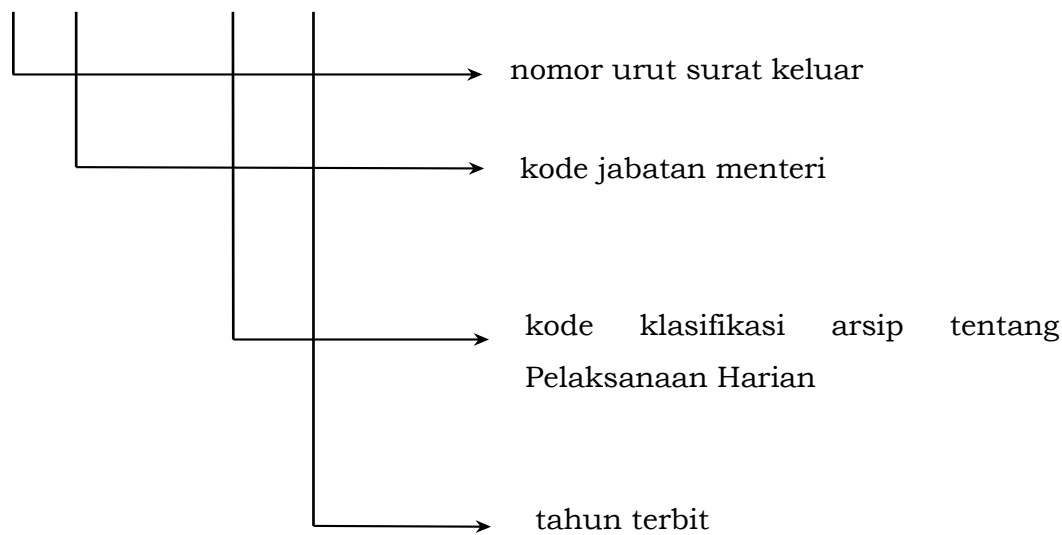 nomor urut surat keluar
kode jabatan menteri
kode klasifikasi arsip tentang
Pelaksanaan Harian
tahun terbit